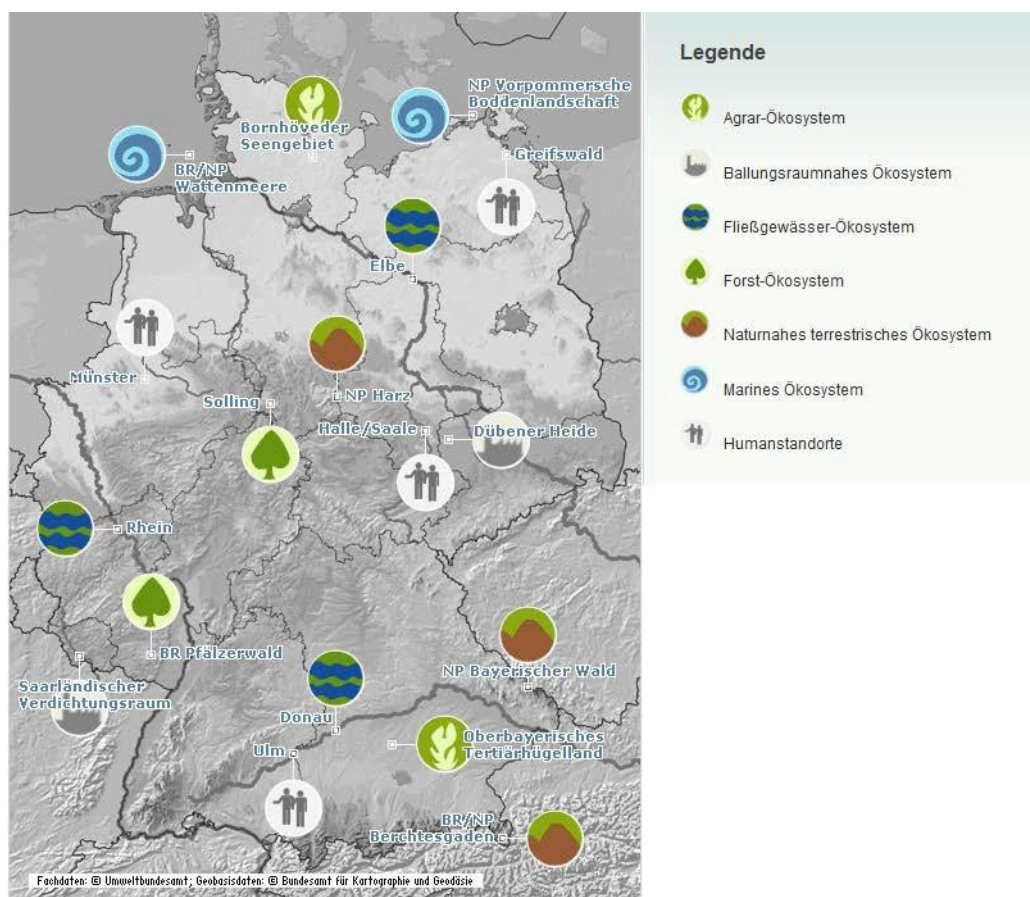 NP Vorpommersche
Boddenlandschaft
Bornhöveder
Seengebiet
Greifswald
BR/NP
Wattenmeere
Elbe
Münster
NP Harz
Solling
Halle/Saale
Dübener Heide
Rhein
BR Pfälzerwald
NP Bayerischer Wald
Saarländischer
Verdichtungsraum
Donau
Oberbayerisches
Tertiärhügelland
Ulm
BR/NP
Berchtesgaden
Fachdaten: © Umweltbundesamt; Geobasisdaten: © Bundesamt für Kartographie und Geodäsie
Legende
Agrar-Ökosystem
Ballungsraumnahes Ökosystem
Fließgewässer-Ökosystem
Forst-Ökosystem
Naturnahes terrestrisches Ökosystem
Marines Ökosystem
Humanstandorte